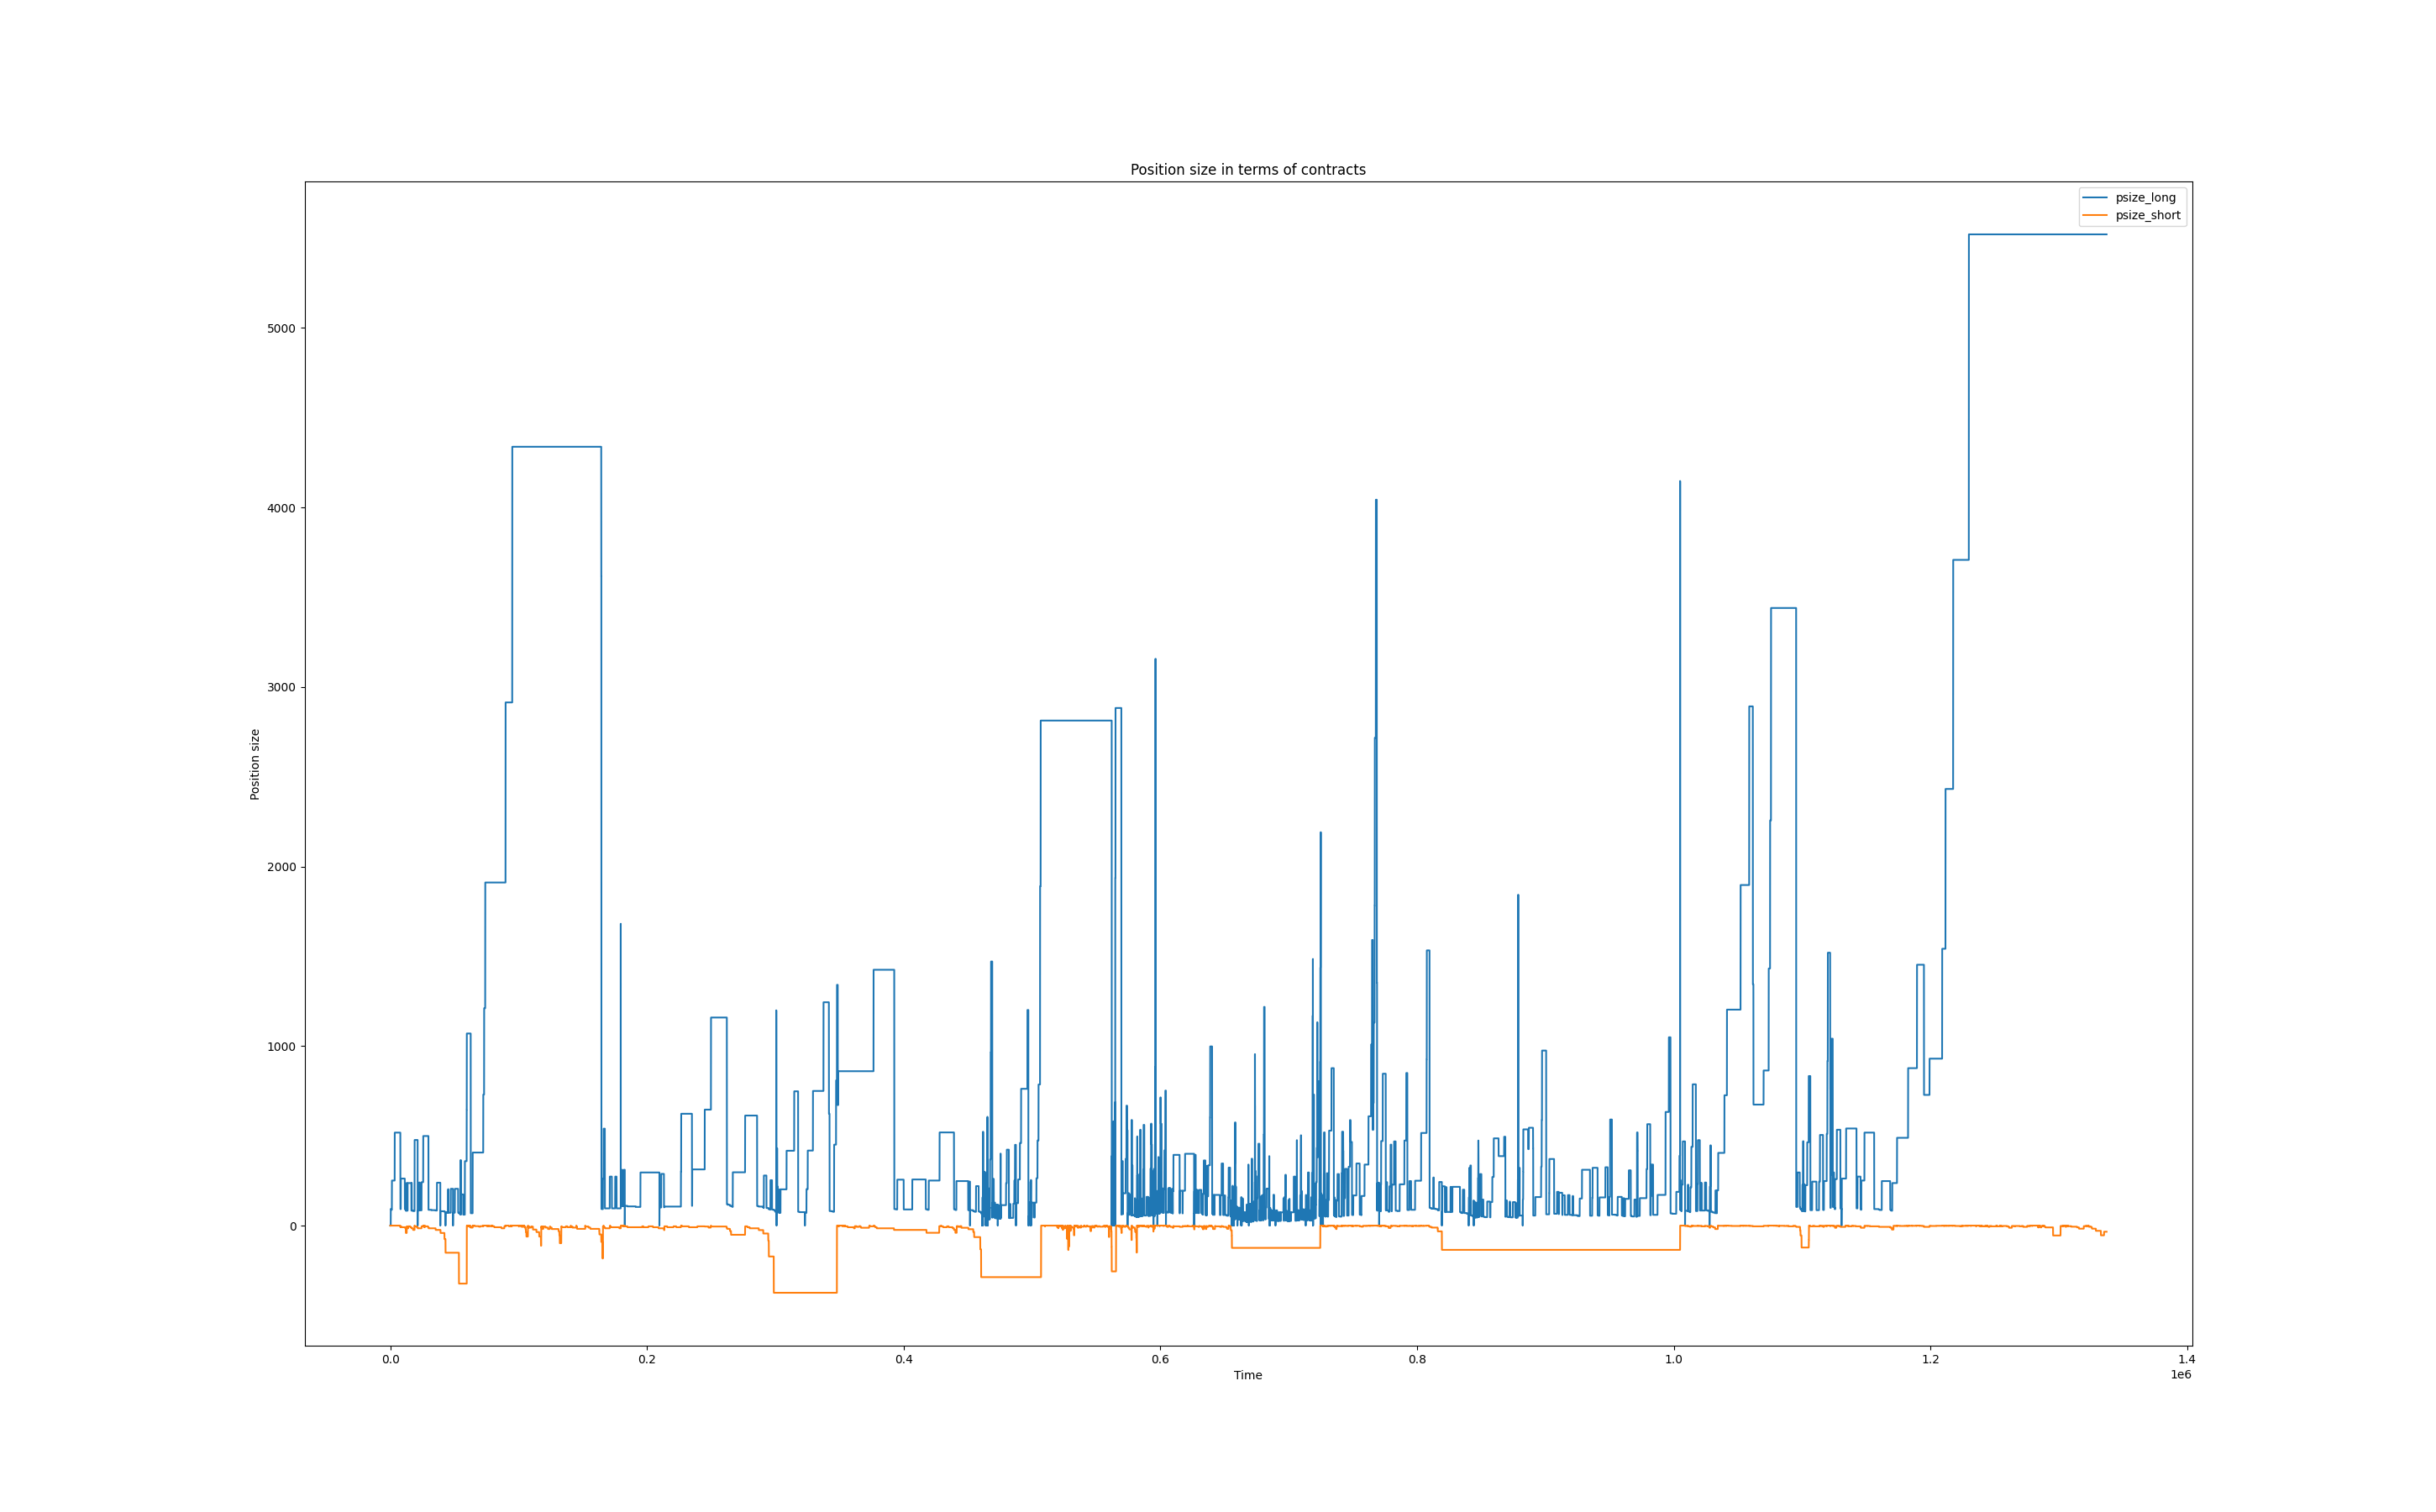 Position size in terms of contracts
psize_long
psize_short
Position size
5000
4000
3000
2000
1000
0
0.0 0.2 0.4 0.6 0.8 1.0 1.2 1.4
1e6
Time